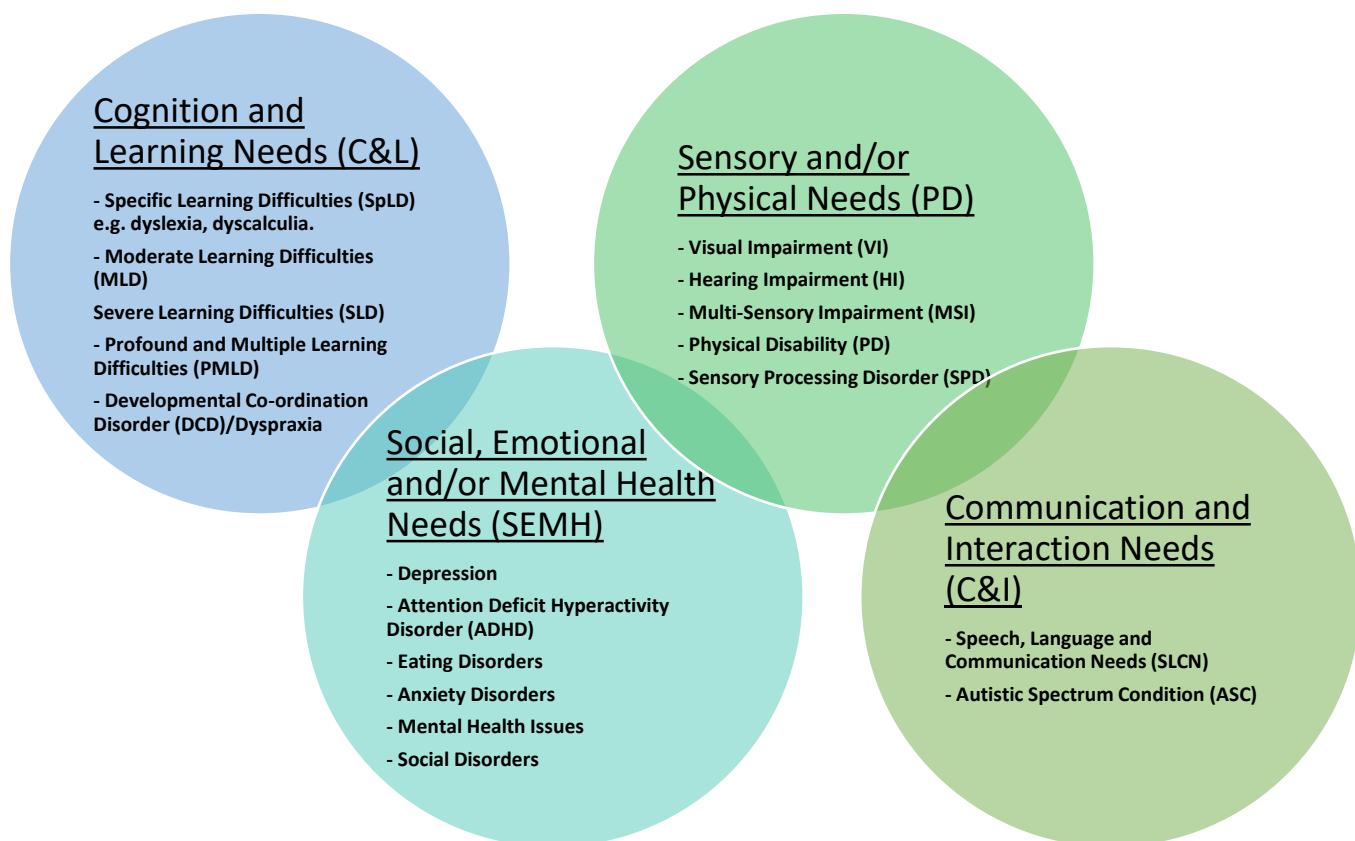 Cognition and
Learning Needs (C&L)
- Specific Learning Difficulties (SpLD)
e.g. dyslexia, dyscalculia.
- Moderate Learning Difficulties
(MLD)
Severe Learning Difficulties (SLD)
- Profound and Multiple Learning
Difficulties (PMLD)
- Developmental Co-ordination
Disorder (DCD)/Dyspraxia
Social, Emotional
and/or Mental Health
Needs (SEMH)
- Depression
- Attention Deficit Hyperactivity
Disorder (ADHD)
- Eating Disorders
- Anxiety Disorders
- Mental Health Issues
- Social Disorders
Sensory and/or
Physical Needs (PD)
- Visual Impairment (VI)
- Hearing Impairment (HI)
- Multi-Sensory Impairment (MSI)
- Physical Disability (PD)
- Sensory Processing Disorder (SPD)
Communication and
Interaction Needs
(C&I)
- Speech, Language and
Communication Needs (SLCN)
- Autistic Spectrum Condition (ASC)